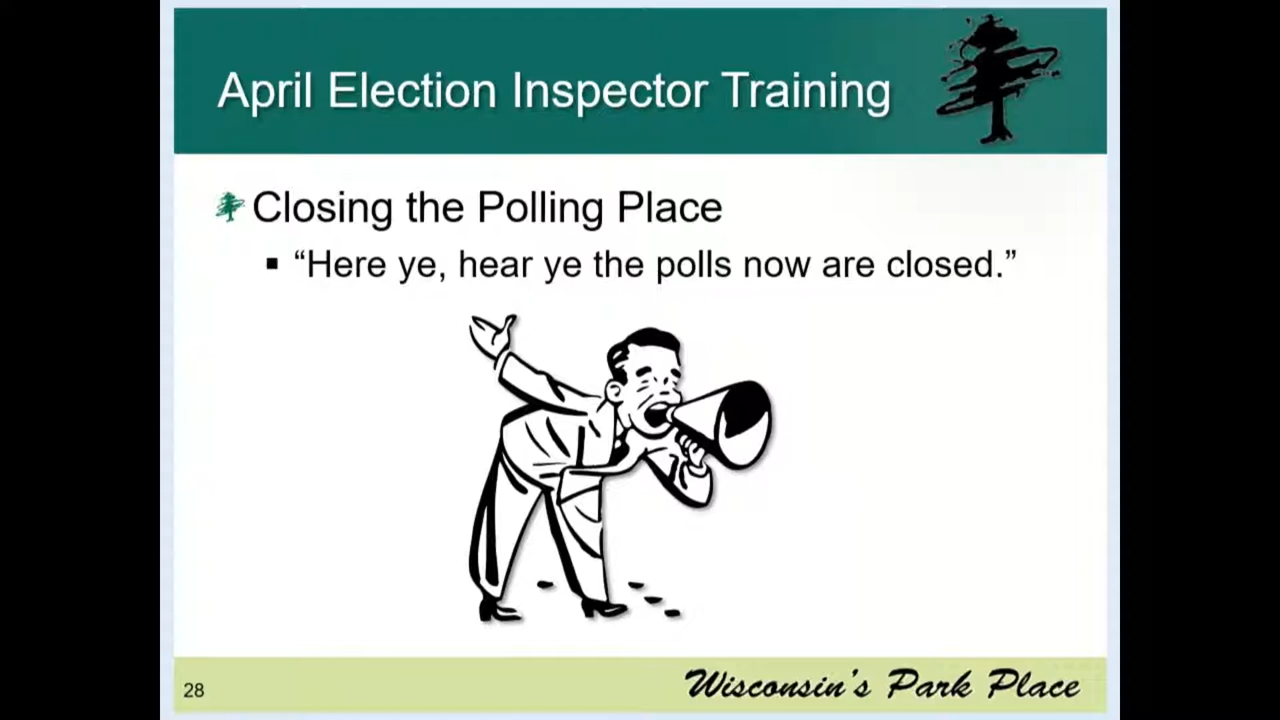 April Election Inspector Training
Closing the Polling Place
“Here ye, hear ye the polls now are closed.”
28
Wisconsin's Park Place